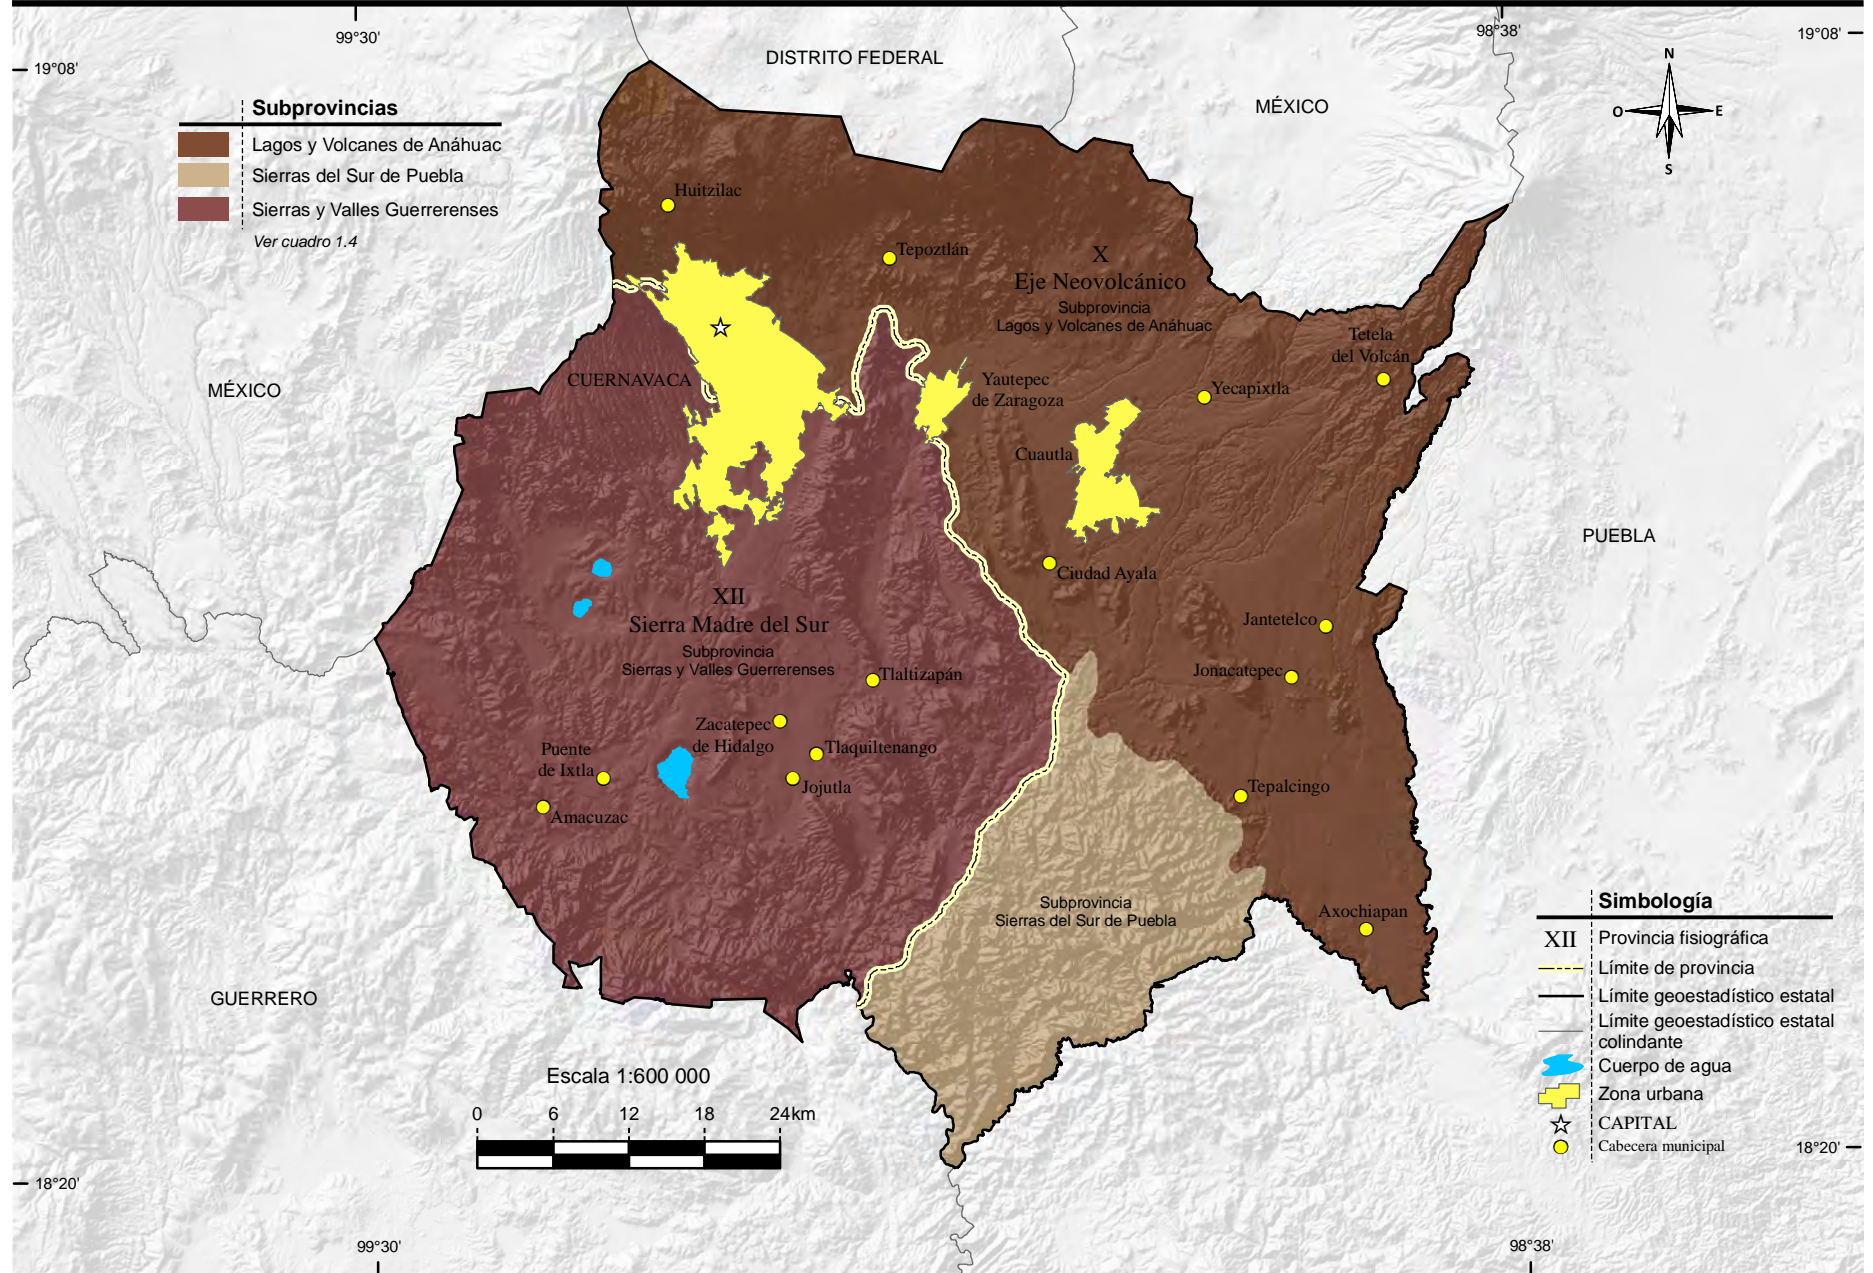 99°30'
98°38'
19°08'
19°08'
DISTRITO FEDERAL
MÉXICO
N
O
E
S
Subprovincias
Lagos y Volcanes de Anáhuac
Sierras del Sur de Puebla
Sierras y Valles Guerrerenses
Ver cuadro 1.4
Huitzilac
Tepoztlán
X
Eje Neovolcánico
Subprovincia
Lagos y Volcanes de Anáhuac
Tetela
del Volcán
MÉXICO
CUERNAVACA
Yautepec
de Zaragoza
Yecapixtla
Cuautla
PUEBLA
Ciudad Ayala
XII
Sierra Madre del Sur
Subprovincia
Sierras y Valles Guerrerenses
Jantetelco
Jonacatepec
Tlaltizapán
Zacatepec
de Hidalgo
Tlaquiltenango
Puente
de Ixtla
Jojutla
Tepalcingo
Amacuzac
Subprovincia
Sierras del Sur de Puebla
Axochiapan
GUERRERO
Simbología
XII Provincia fisiográfica
Límite de provincia
Límite geoestadístico estatal
Límite geoestadístico estatal
colindante
Cuerpo de agua
Zona urbana
CAPITAL
Cabecera municipal
Escala 1:600 000
0 6 12 18 24km
18°20'
18°20'
99°30'
98°38'